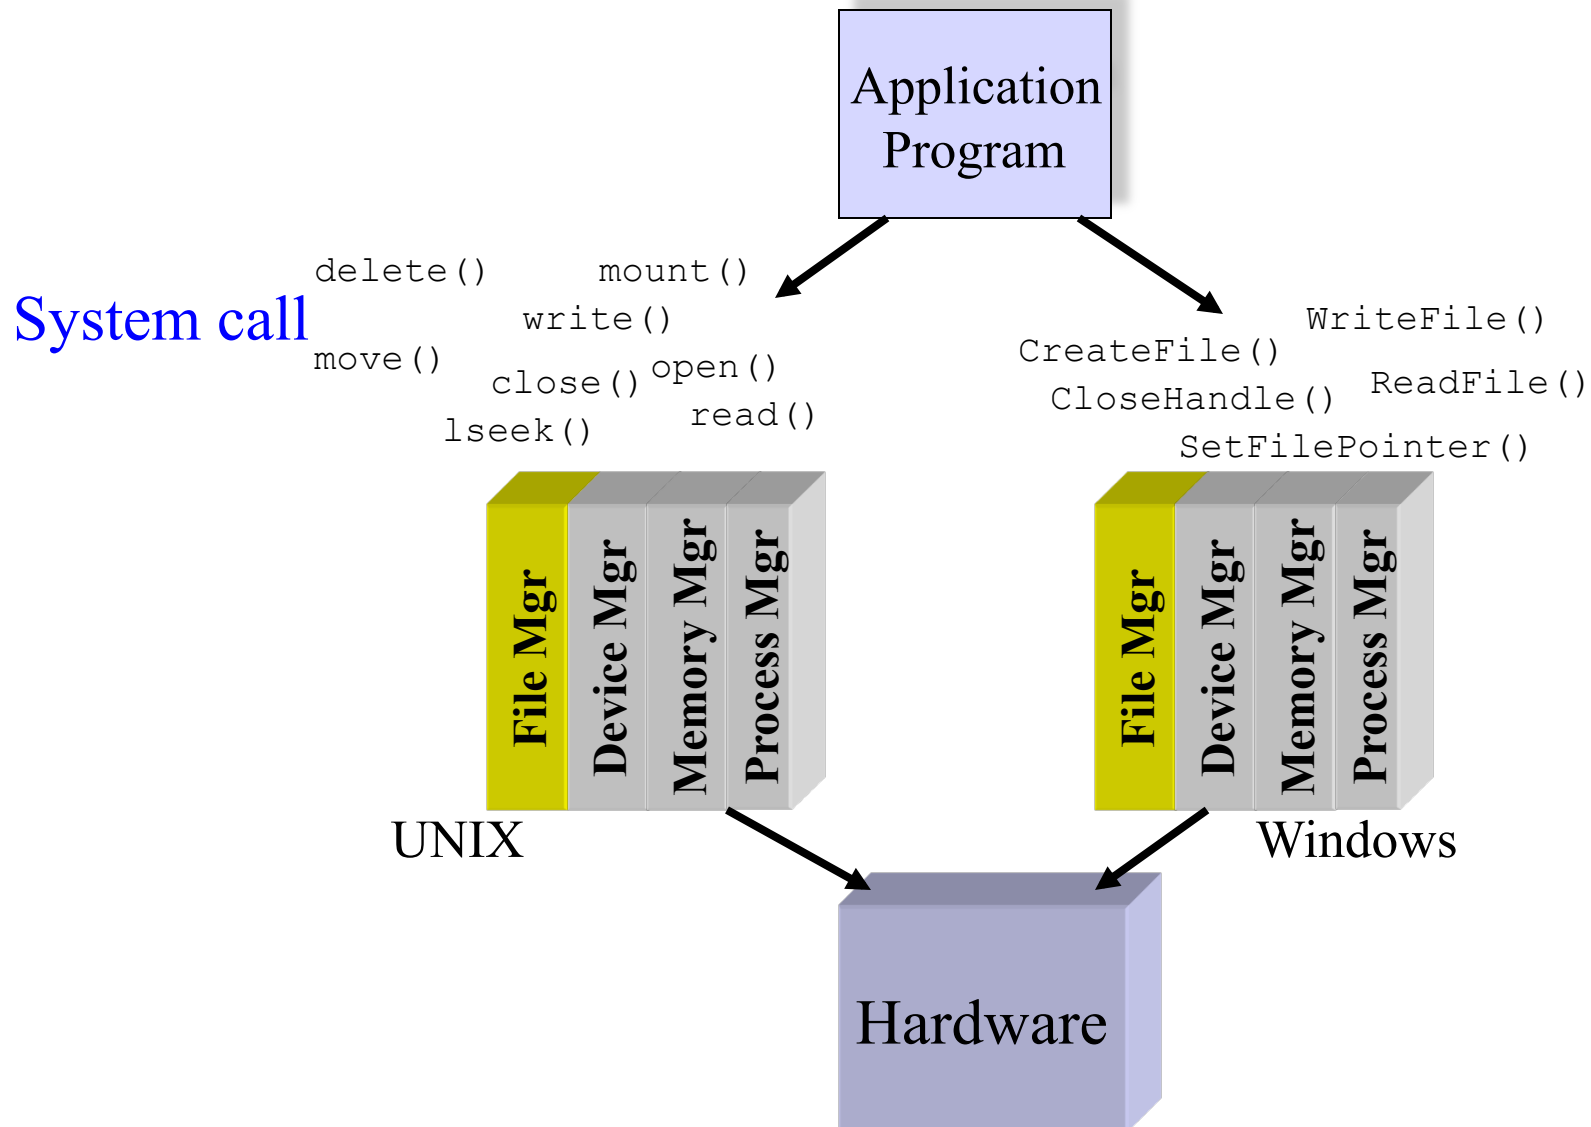 Application
Program
delete()
mount()
System call
write()
WriteFile()
move()
close()
open()
CreateFile()
ReadFile()
lseek()
read()
CloseHandle()
SetFilePointer()
File Mgr
Device Mgr
Memory Mgr
Process Mgr
File Mgr
Device Mgr
Memory Mgr
Process Mgr
UNIX
Windows
Hardware